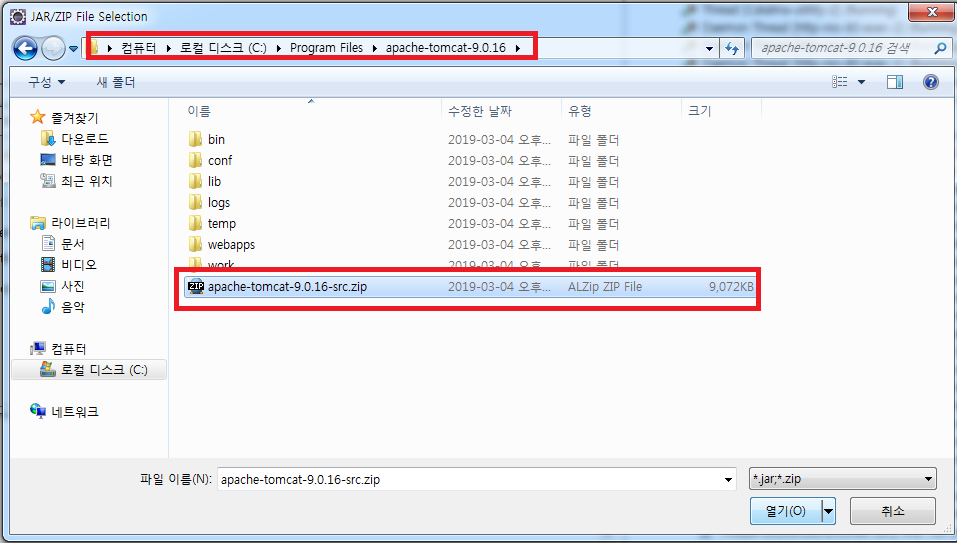 JAR/ZIP File Selection
컴퓨터 로컬 디스크 (C:) Program Files apache-tomcat-9.0.16
apache-tomcat-9.0.16 검색
구성 새 폴더
즐겨찾기
다운로드
바탕 화면
최근 위치
라이브러리
문서
비디오
사진
음악
컴퓨터
로컬 디스크 (C:)
네트워크
이름 수정한 날짜 유형 크기
bin 2019-03-04 오후... 파일 폴더
conf 2019-03-04 오후... 파일 폴더
lib 2019-03-04 오후... 파일 폴더
logs 2019-03-04 오후... 파일 폴더
temp 2019-03-04 오후... 파일 폴더
webapps 2019-03-04 오후... 파일 폴더
work 2019-03-04 오후... 파일 폴더
ZIP apache-tomcat-9.0.16-src.zip 2019-03-04 오후... ALZip ZIP File 9,072KB
파일 이름(N): apache-tomcat-9.0.16-src.zip *.jar;*.zip
열기(O) 취소